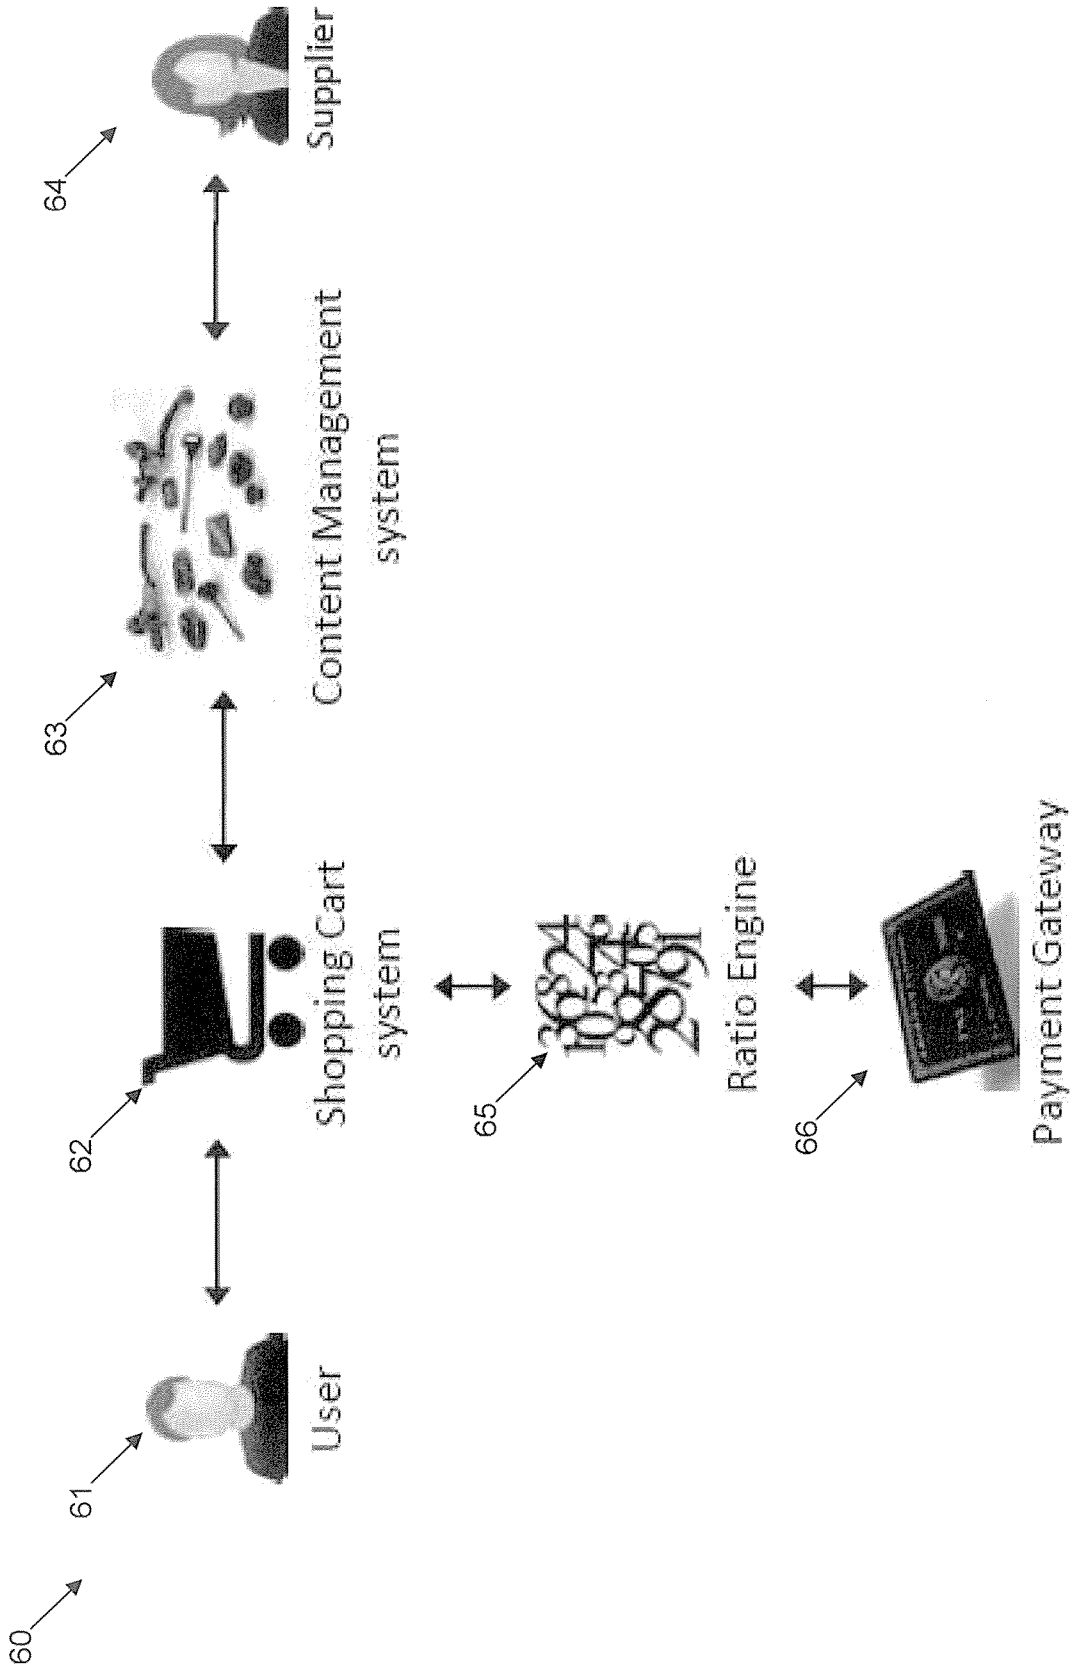 60
61
62
63
64
User
Shopping Cart
system
Content Management
system
Supplier
65
Ratio Engine
66
Payment Gateway